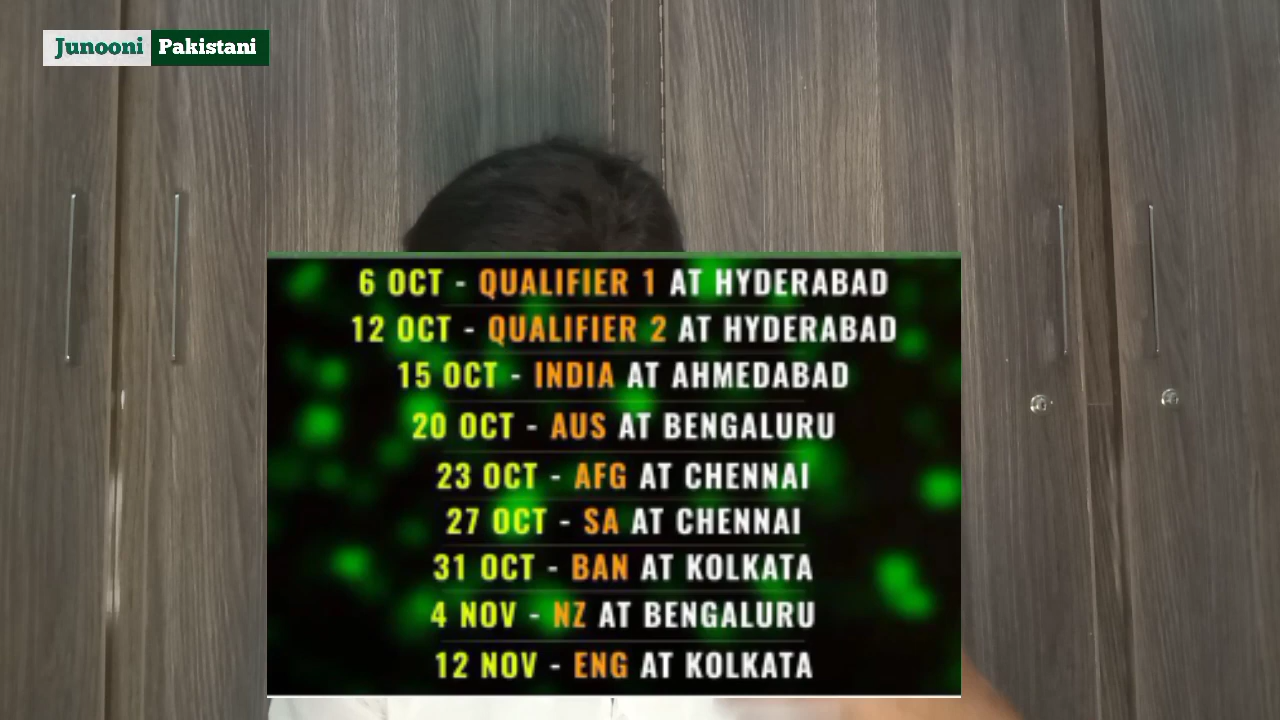 Junooni Pakistani
6 OCT - QUALIFIER 1 AT HYDERABAD
12 OCT - QUALIFIER 2 AT HYDERABAD
15 OCT - INDIA AT AHMEDABAD
20 OCT - AUS AT BENGALURU
23 OCT - AFG AT CHENNAI
27 OCT - SA AT CHENNAI
31 OCT - BAN AT KOLKATA
4 NOV - NZ AT BENGALURU
12 NOV - ENG AT KOLKATA